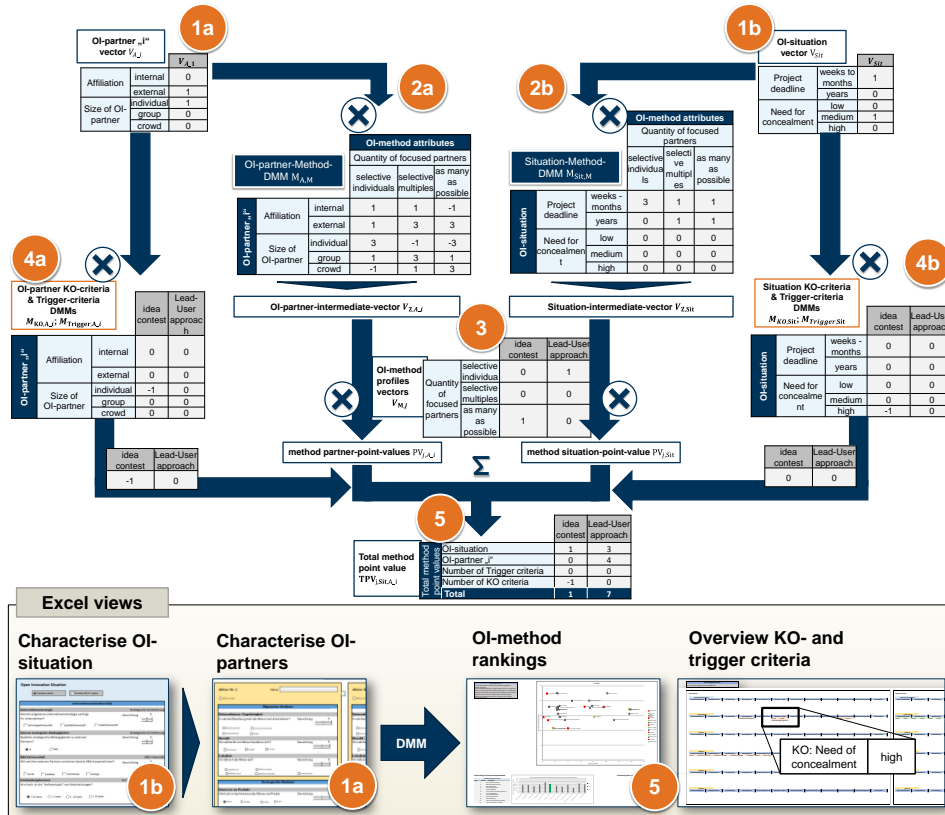 1a
1b
OI-partner „i“
vector V_A_i
V_A_1
Affiliation
internal 0
external 1
Size of OI-
partner
individual 1
group 0
crowd 0
OI-situation
vector V_Sit
V_Sit
Project
deadline
weeks to
months 1
years 0
Need for
concealment
low 0
medium 1
high 0
2a
2b
OI-partner-Method-
DMM M_A,M
OI-method attributes
Quantity of focused partners
selective
individuals
selective
multiples
as many
as
possible
OI-partner „i“
Affiliation
internal 1 1 -1
external 1 3 3
Size of
OI-partner
individual 3 -1 -3
group 1 3 1
crowd -1 1 3
Situation-Method-
DMM M_Sit,M
OI-method attributes
Quantity of focused
partners
selective
individua
ls
selecti
ve
multipl
es
as many
as
possible
OI-situation
Project
deadline
weeks -
months 3 1 1
years 0 1 1
Need for
concealmen
t
low 0 0 0
medium 0 0 0
high 0 0 0
4a
OI-partner KO-criteria
& Trigger-criteria
DMMs
M_KO,A_i; M_Trigger,A_i
idea
contest
Lead-
User
approac
h
OI-partner „i“
Affiliation
internal 0 0
external 0 0
Size of
OI-partner
individual -1 0
group 0 0
crowd 0 0
4b
Situation KO-criteria
& Trigger-criteria
DMMs
M_KO,Sit; M_Trigger,Sit
idea
contest
Lead-User
approach
OI-situation
Project
deadline
weeks -
months 0 0
years 0 0
Need for
concealme
nt
low 0 0
medium 0 0
high -1 0
OI-partner-intermediate-vector V_Z,A_i
Situation-intermediate-vector V_Z,Sit
3
OI-method
profiles
vectors
V_M,j
idea
contest
Lead-User
approach
Quantity
of
focused
partners
selective
individua 0 1
selective
multiples 0 0
as many
as
possible 1 0
method partner-point-values PV_j,A_i
Σ
method situation-point-value PV_j,Sit
idea
contest
Lead-User
approach
-1 0
idea
contest
Lead-User
approach
0 0
5
Total method
point value
TPV_j,Sit,A_i
Total method
point values
idea
contest
Lead-User
approach
OI-situation 1 3
OI-partner „i“ 0 4
Number of Trigger criteria 0 0
Number of KO criteria -1 0
Total 1 7
Excel views
Characterise OI-
situation
Characterise OI-
partners
OI-method
rankings
Overview KO- and
trigger criteria
Open Innovation Situation
1b
1a
DMM
5
KO: Need of
concealment
high